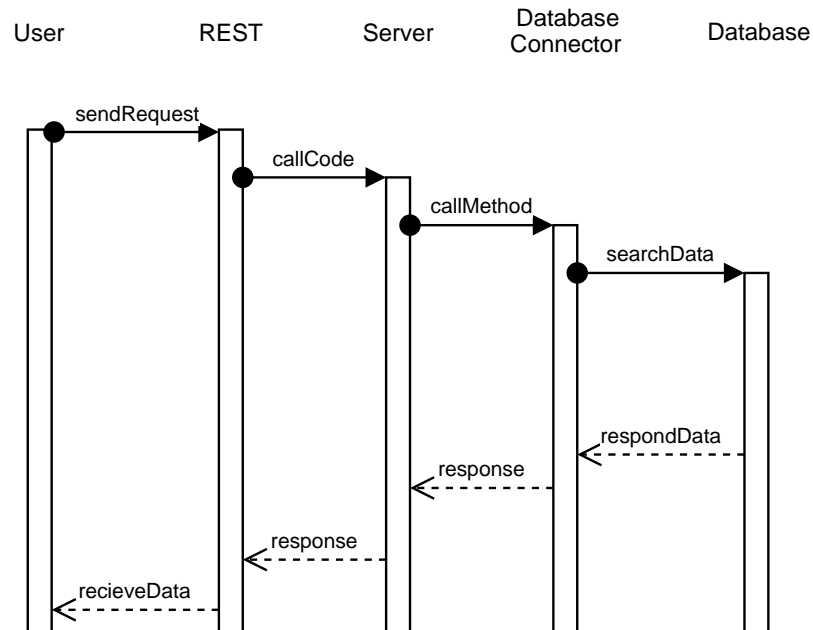 User
REST
Server
Database
Connector
Database
sendRequest
callCode
callMethod
searchData
respondData
response
response
recieveData